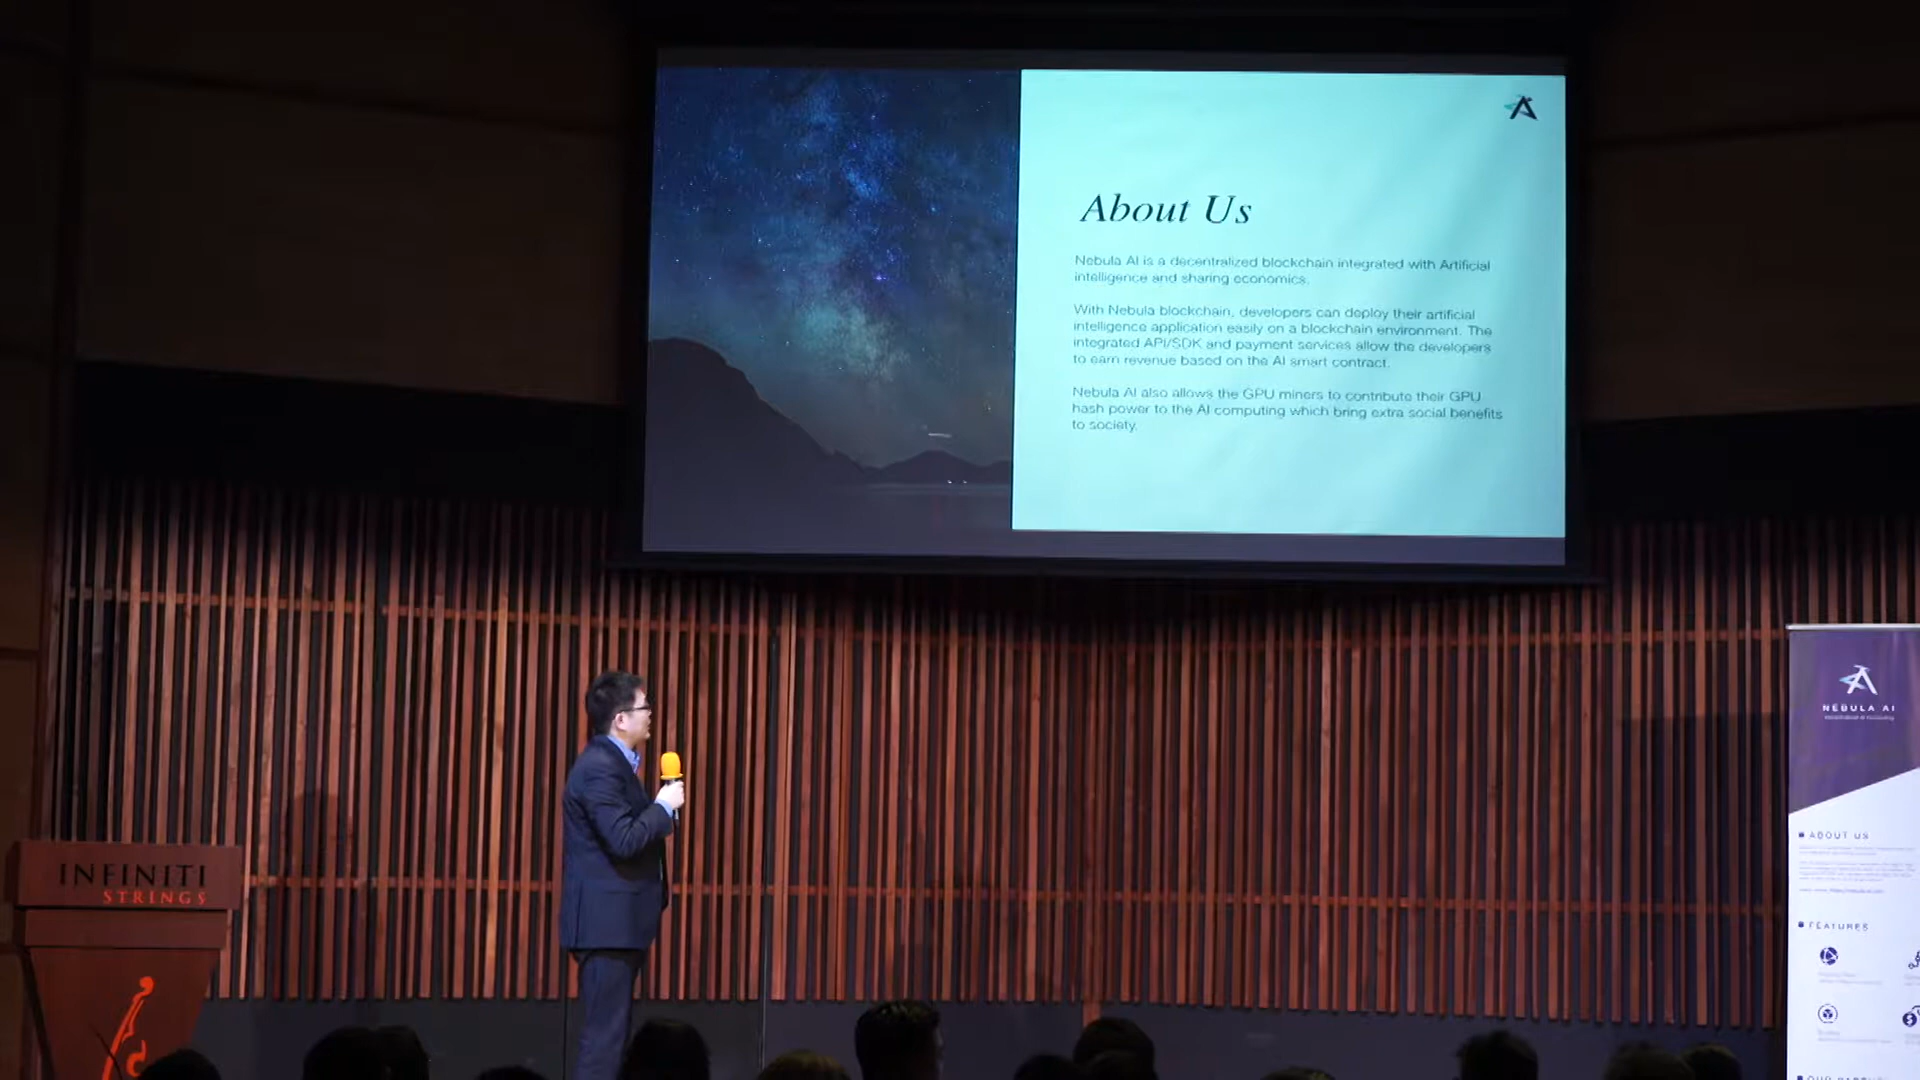 About Us
Nebula AI is a decentralized blockchain integrated with Artificial
intelligence and sharing economics.
With Nebula blockchain, developers can deploy their artificial
intelligence application easily on a blockchain environment. The
integrated API/SDK and payment services allow the developers
to earn revenue based on the AI smart contract.
Nebula AI also allows the GPU miners to contribute their GPU
hash power to the AI computing which bring extra social benefits
to society.
INFINITI
STRINGS
NEBULA AI
ABOUT US
FEATURES